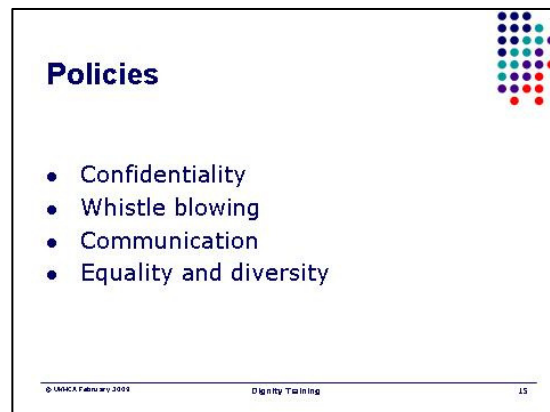 Policies
Confidentiality
Whistle blowing
Communication
Equality and diversity
© UKHCA February 2009 Dignity Training 15